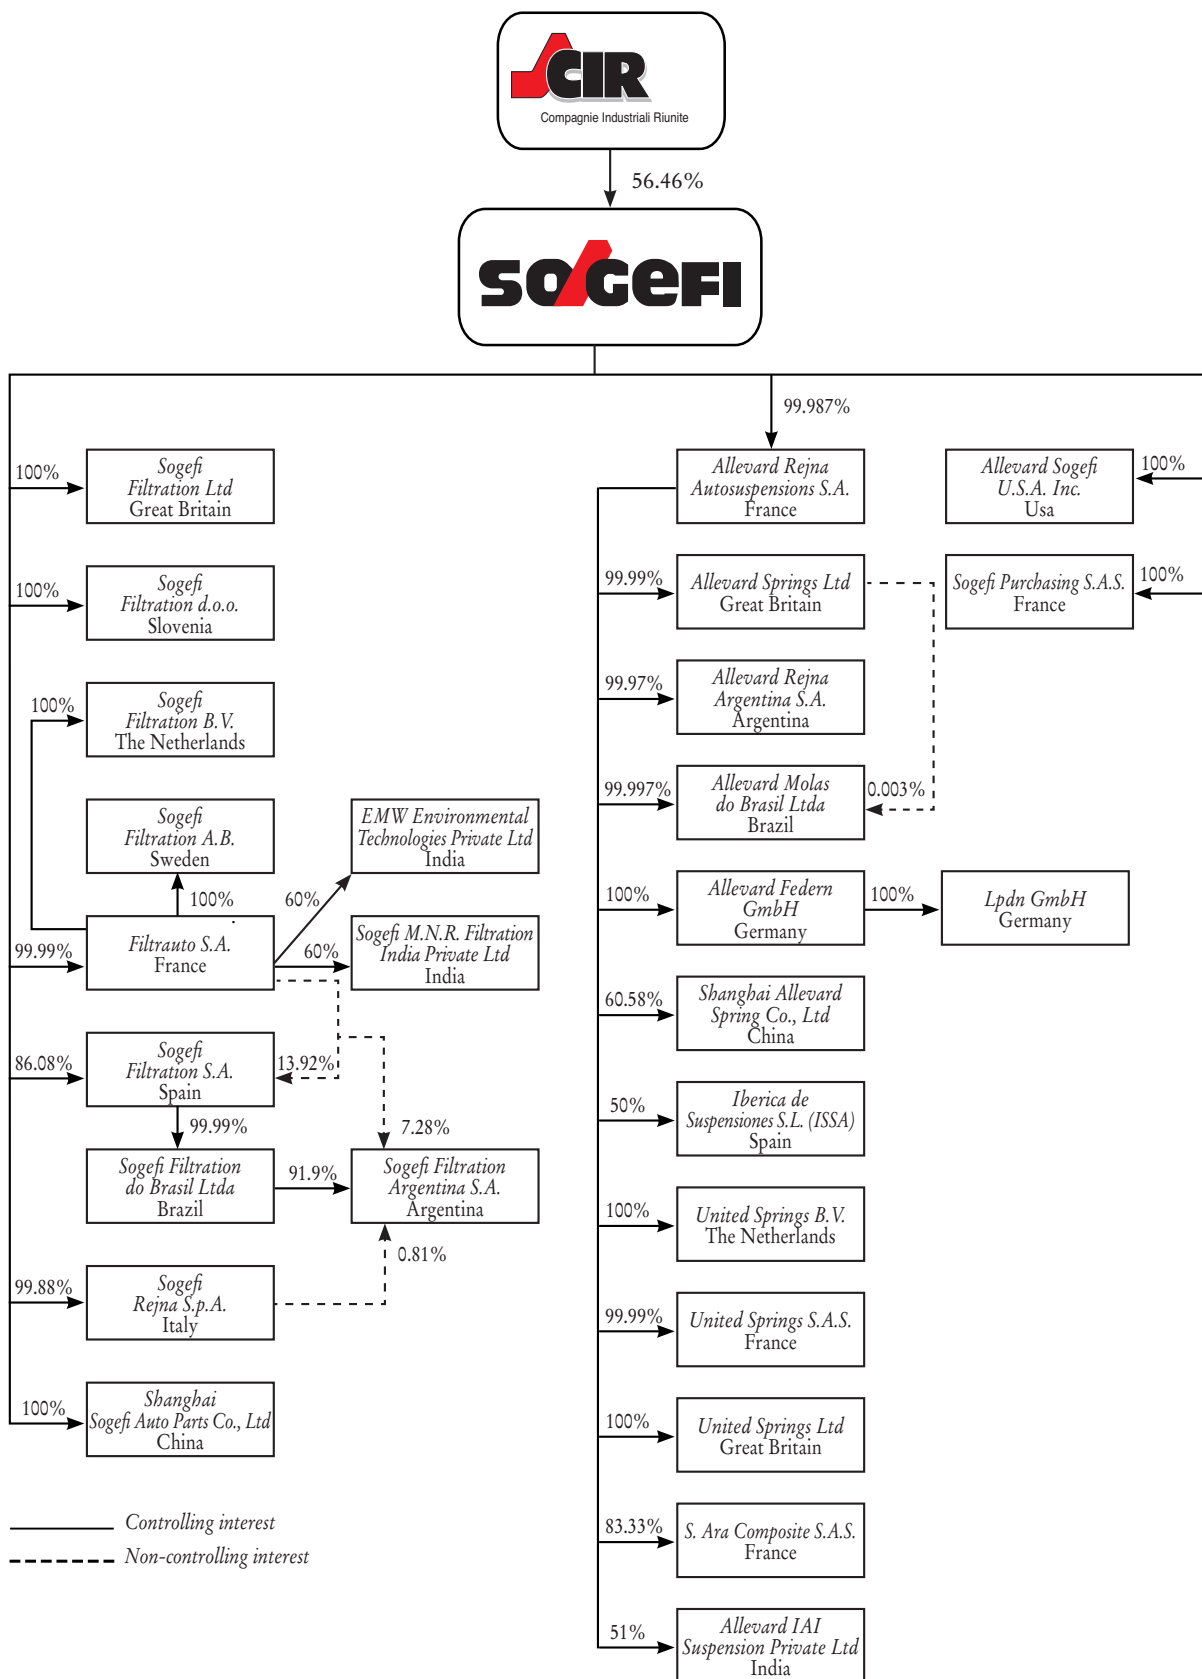 CIR
Compagnie Industriali Riunite
56.46%
SOGEFI
99.987%
100%
Sogefi
Filtration Ltd
Great Britain
100%
Sogefi
Filtration d.o.o.
Slovenia
100%
Sogefi
Filtration B.V.
The Netherlands
Sogefi
Filtration A.B.
Sweden
100%
EMW Environmental
Technologies Private Ltd
India
60%
99.99%
Filtrauto S.A.
France
60%
Sogefi M.N.R. Filtration
India Private Ltd
India
86.08%
Sogefi
Filtration S.A.
Spain
13.92%
99.99%
7.28%
Sogefi Filtration
do Brasil Ltda
Brazil
91.9%
Sogefi Filtration
Argentina S.A.
Argentina
0.81%
99.88%
Sogefi
Rejna S.p.A.
Italy
100%
Shanghai
Sogefi Auto Parts Co., Ltd
China
Controlling interest
Non-controlling interest
Allevard Rejna
Autosuspensions S.A.
France
99.99%
Allevard Springs Ltd
Great Britain
99.97%
Allevard Rejna
Argentina S.A.
Argentina
99.997%
Allevard Molas
do Brasil Ltda
Brazil
0.003%
100%
Allevard Federn
GmbH
Germany
100%
Lpdn GmbH
Germany
60.58%
Shanghai Allevard
Spring Co., Ltd
China
50%
Iberica de
Suspensiones S.L. (ISSA)
Spain
100%
United Springs B.V.
The Netherlands
99.99%
United Springs S.A.S.
France
100%
United Springs Ltd
Great Britain
83.33%
S. Ara Composite S.A.S.
France
51%
Allevard IAI
Suspension Private Ltd
India
Allevard Sogefi
U.S.A. Inc.
Usa
100%
Sogefi Purchasing S.A.S.
France
100%